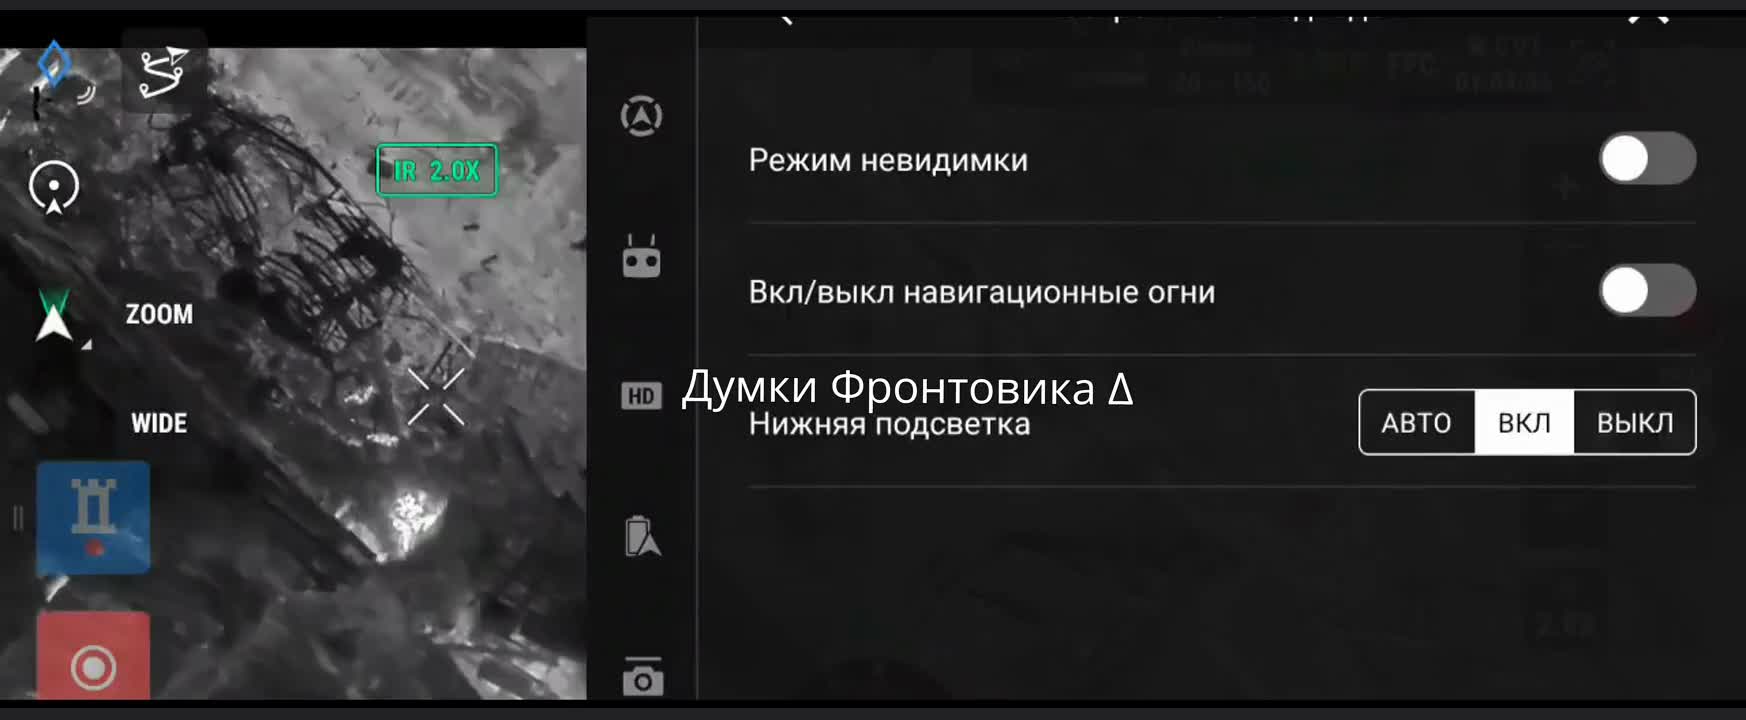 IR 2.0X
Режим невидимки
Вкл/выкл навигационные огни
ZOOM
HD
Думки Фронтовика Δ
WIDE
Нижняя подсветка
АВТО ВКЛ ВЫКЛ